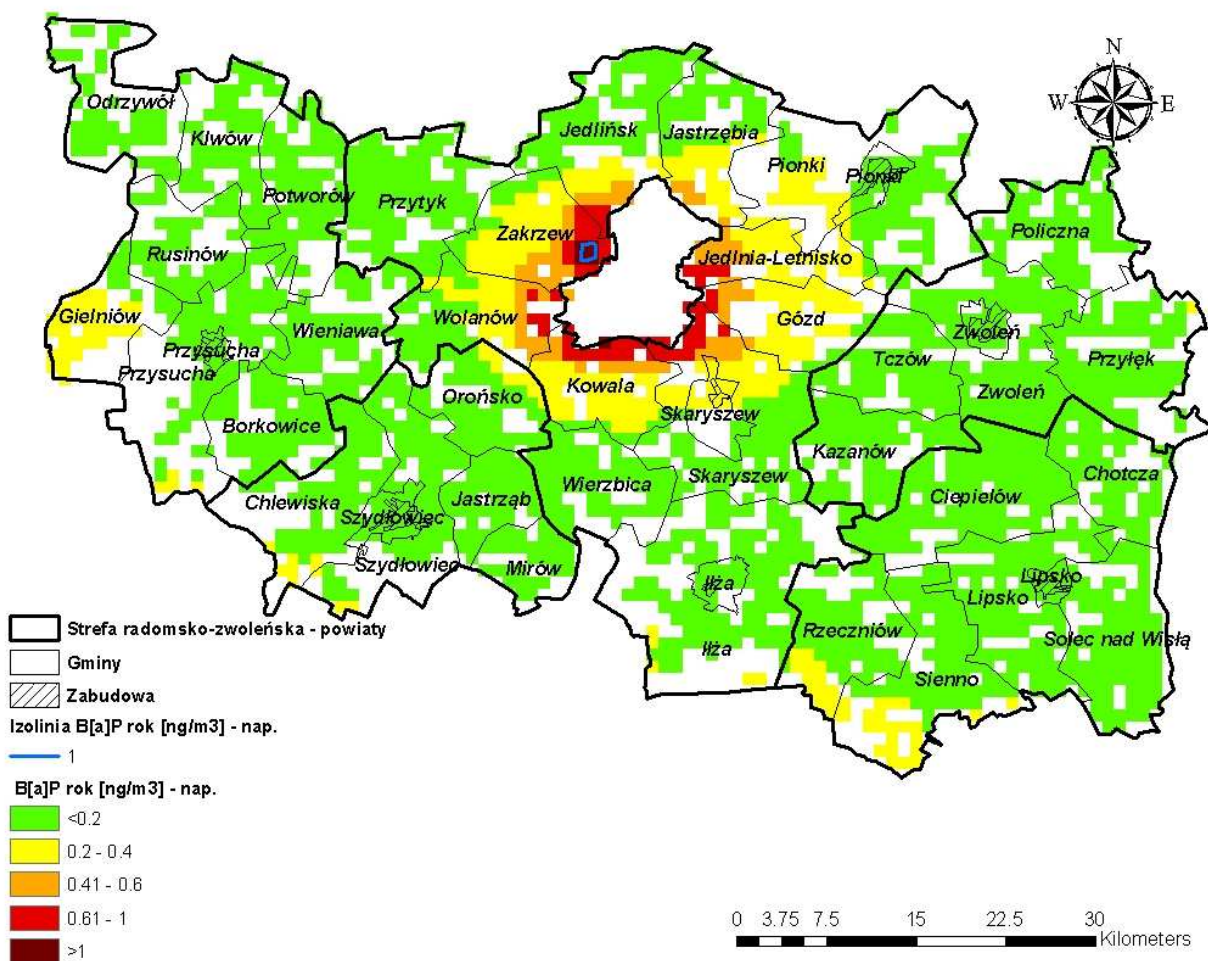 N
W E
S
Odrzywół
Klwów
Jedlińsk
Jastrzębia
Pionki
Pionki
Potworów
Przytyk
Zakrzew
Policzna
Rusinów
Jedlnia-Letnisko
Gielniów
Wolanów
Gózd
Wieniawa
Zwoleń
Przysucha
Tczów
Przyłęk
Przysucha
Kowala
Orońsko
Skaryszew
Zwoleń
Borkowice
Kazanów
Wierzbica
Skaryszew
Chotcza
Chlewiska
Jastrząb
Ciepielów
Szydłowiec
Szydłowiec
Mirów
Iłża
Lipsko
Lipsko
Rzeczniów
Solec nad Wisłą
Iłża
Sienno
Strefa radomsko-zwoleńska - powiaty
Gminy
Zabudowa
Izolinia B[a]P rok [ng/m3] - nap.
1
B[a]P rok [ng/m3] - nap.
<0.2
0.2 - 0.4
0.41 - 0.6
0.61 - 1
>1
0 3.75 7.5 15 22.5 30
Kilometers